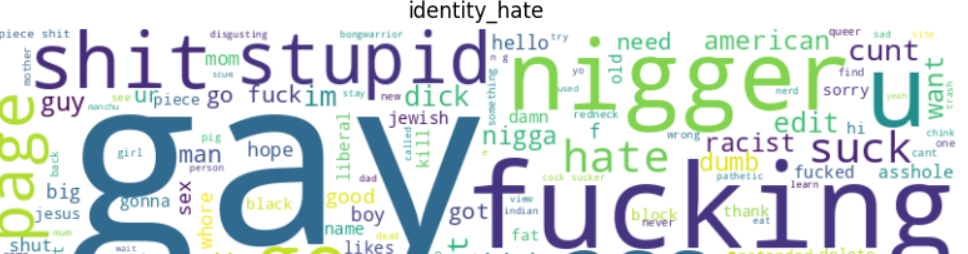 identity_hate
piece shit
shit
disgusting
stupid
bongwarrior
hello
try
need
american
queer
sad
site
mother
mom
scum
n g
nigger
yo
old
nerd
find
cunt
sorry
u
yeah
want
trash
page
guy
manchu
see
ur
piece
go
fuck
im
stay
new
dick
something
used
redneck
damn
edit
hi
chink
one
gay
jewish
nigga
f
wrong
racist
suck
cant
back
girl
pig
man
person
hope
liberal
called
kill
e
hate
dumb
pathetic
fucked
asshole
learn
big
gonna
sex
dad
cock sucker
fucking
jesus
whore
black
good
boy
got
view
indian
never
block
thank
eat
mum
name
dead
fat
shut
wait
likes
delete